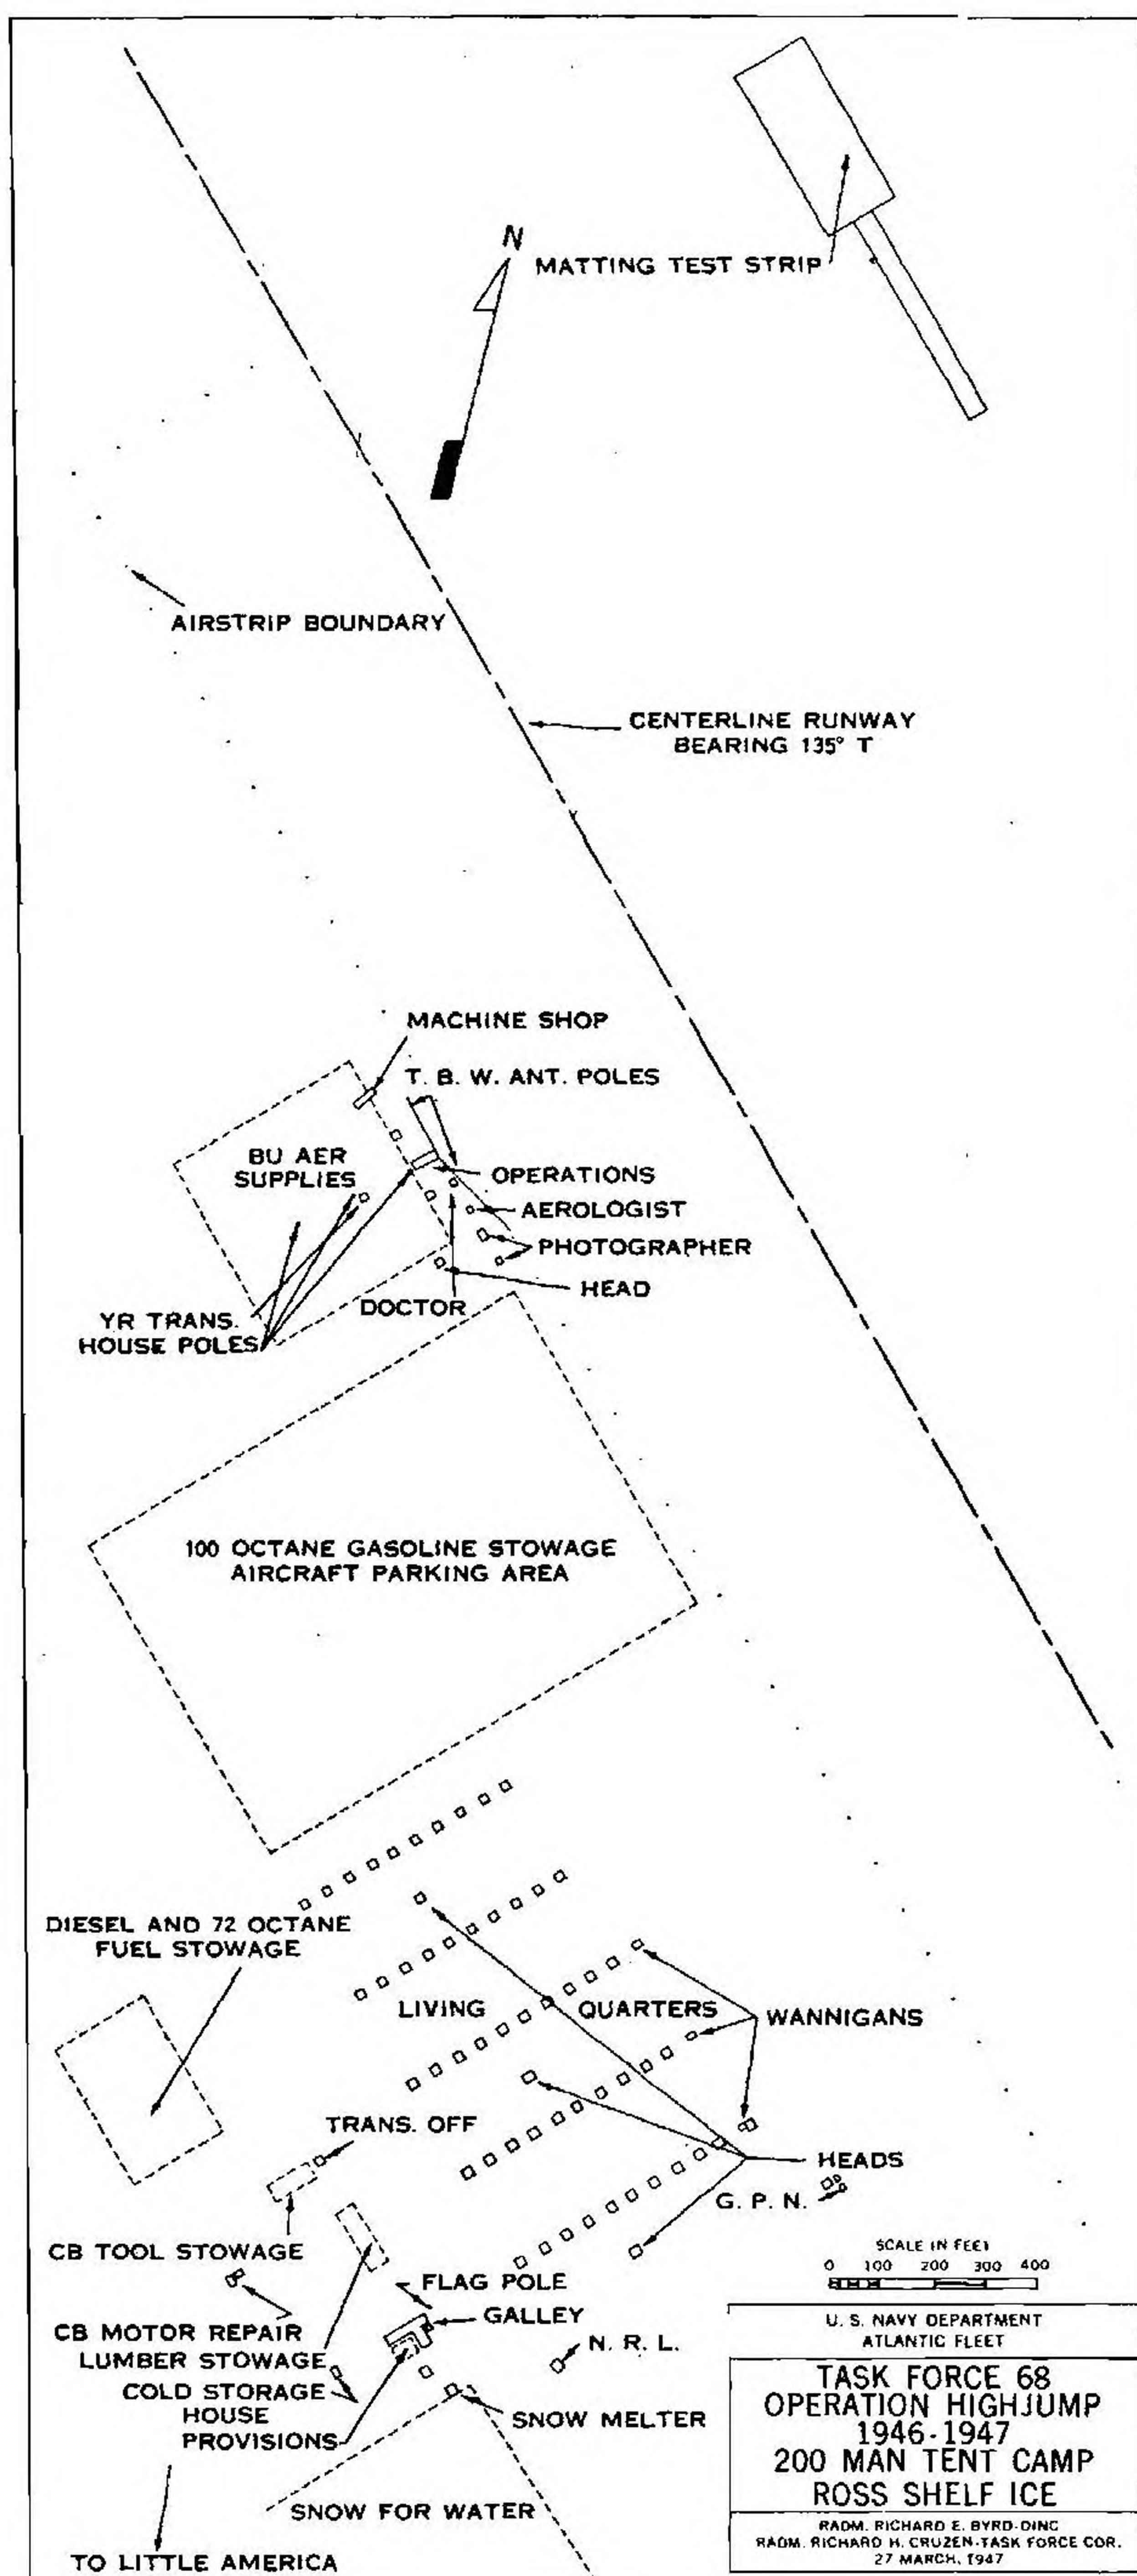 N
MATTING TEST STRIP
AIRSTRIP BOUNDARY
CENTERLINE RUNWAY
BEARING 135° T
MACHINE SHOP
T. B. W. ANT. POLES
BU AER
SUPPLIES
OPERATIONS
AEROLOGIST
PHOTOGRAPHER
HEAD
DOCTOR
YR TRANS.
HOUSE POLES
100 OCTANE GASOLINE STOWAGE
AIRCRAFT PARKING AREA
DIESEL AND 72 OCTANE
FUEL STOWAGE
LIVING QUARTERS
WANNIGANS
TRANS. OFF
HEADS
G. P. N.
CB TOOL STOWAGE
FLAG POLE
GALLEY
CB MOTOR REPAIR
LUMBER STOWAGE
N. R. L.
COLD STORAGE
HOUSE
PROVISIONS
SNOW MELTER
SNOW FOR WATER
TO LITTLE AMERICA
SCALE IN FEET
0 100 200 300 400
U. S. NAVY DEPARTMENT
ATLANTIC FLEET
TASK FORCE 68
OPERATION HIGHJUMP
1946-1947
200 MAN TENT CAMP
ROSS SHELF ICE
RADM. RICHARD E. BYRD-OINC
RADM. RICHARD H. CRUZEN-TASK FORCE COR.
27 MARCH, 1947